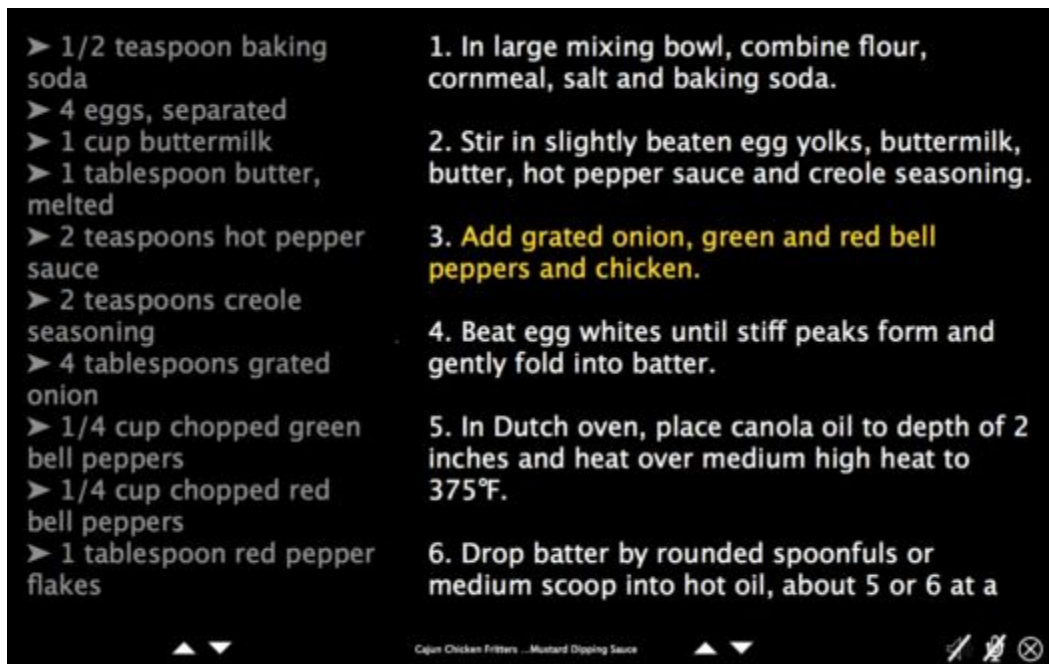 ➤ 1/2 teaspoon baking
soda
➤ 4 eggs, separated
➤ 1 cup buttermilk
➤ 1 tablespoon butter,
melted
➤ 2 teaspoons hot pepper
sauce
➤ 2 teaspoons creole
seasoning
➤ 4 tablespoons grated
onion
➤ 1/4 cup chopped green
bell peppers
➤ 1/4 cup chopped red
bell peppers
➤ 1 tablespoon red pepper
flakes
1. In large mixing bowl, combine flour,
cornmeal, salt and baking soda.
2. Stir in slightly beaten egg yolks, buttermilk,
butter, hot pepper sauce and creole seasoning.
3. Add grated onion, green and red bell
peppers and chicken.
4. Beat egg whites until stiff peaks form and
gently fold into batter.
5. In Dutch oven, place canola oil to depth of 2
inches and heat over medium high heat to
375°F.
6. Drop batter by rounded spoonfuls or
medium scoop into hot oil, about 5 or 6 at a
Cajun Chicken Fritters ...Mustard Dipping Sauce